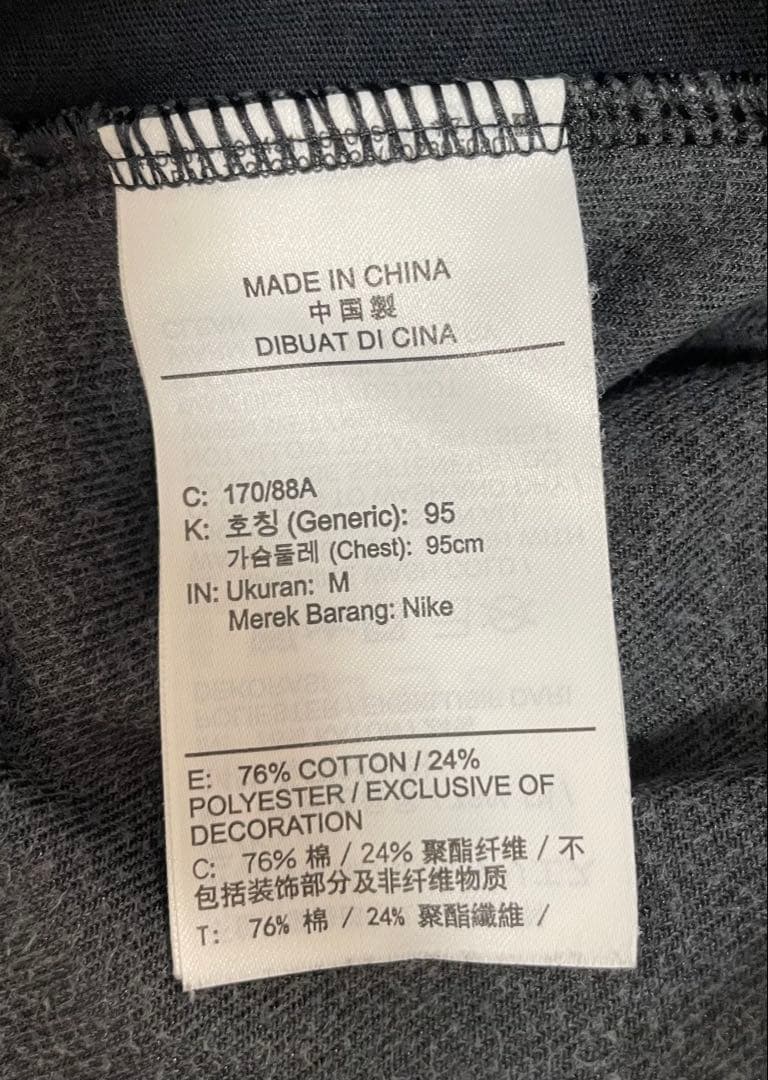 MADE IN CHINA
中国製
DIBUAT DI CINA
C: 170/88A
K: 호칭 (Generic): 95
가슴둘레 (Chest): 95cm
IN: Ukuran: M
Merek Barang: Nike
E: 76% COTTON / 24%
POLYESTER / EXCLUSIVE OF
DECORATION
C: 76% 棉 / 24% 聚酯纤维 / 不
包括装饰部分及非纤维物质
T: 76% 棉 / 24% 聚酯纖維 /